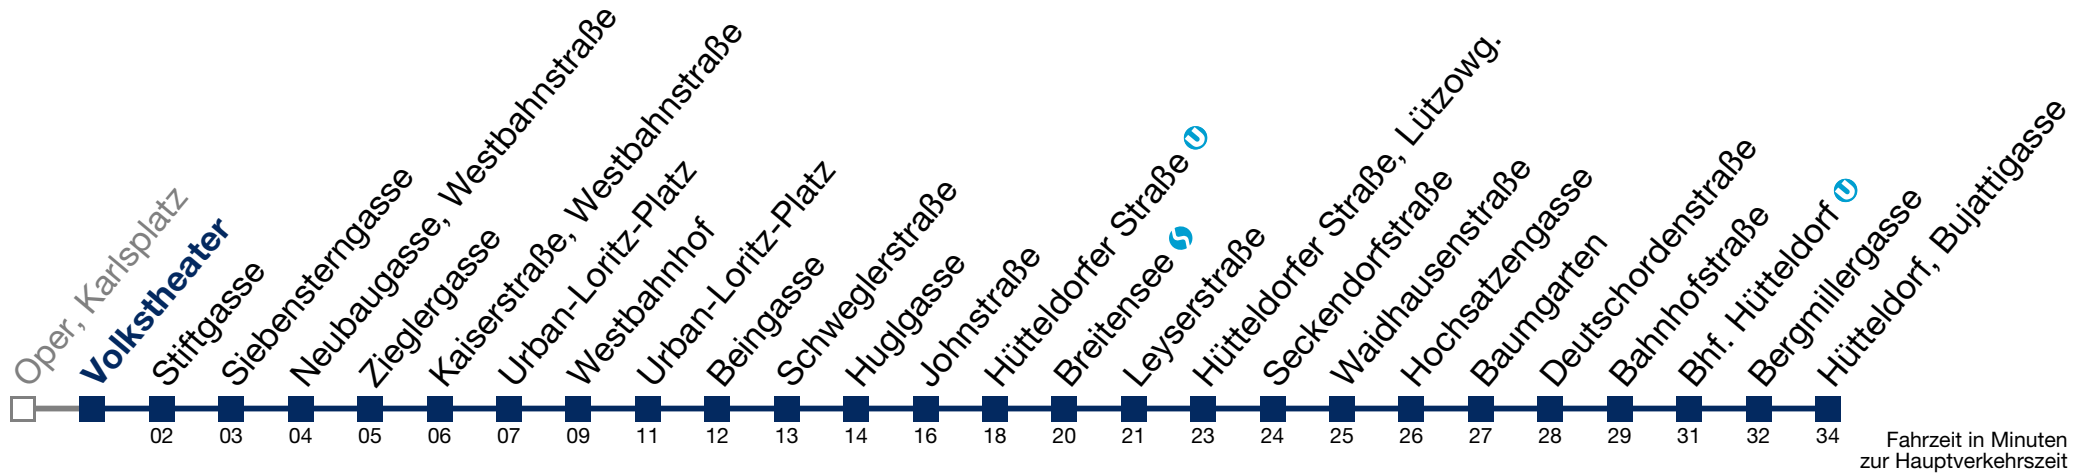 Oper, Karlsplatz
Volkstheater
Stiftgasse
Siebensterngasse
Neubaugasse, Westbahnstraße
Zieglergasse
Kaiserstraße, Westbahnstraße
Urban-Loritz-Platz
Westbahnhof
Urban-Loritz-Platz
Beingasse
Schweglerstraße
Huglgasse
Johnstraße
Hütteldorfer Straße U
Breitensee S
Leyserstraße
Hütteldorfer Straße, Lützowg.
Seckendorfstraße
Waidhausenstraße
Hochsatzengasse
Baumgarten
Deutschordenstraße
Bahnhofstraße
Bhf. Hütteldorf U
Bergmillergasse
Hütteldorf, Bujattigasse
02 03 04 05 06 07 09 11 12 13 14 16 18 20 21 23 24 25 26 27 28 29 31 32 34
Fahrzeit in Minuten
zur Hauptverkehrszeit